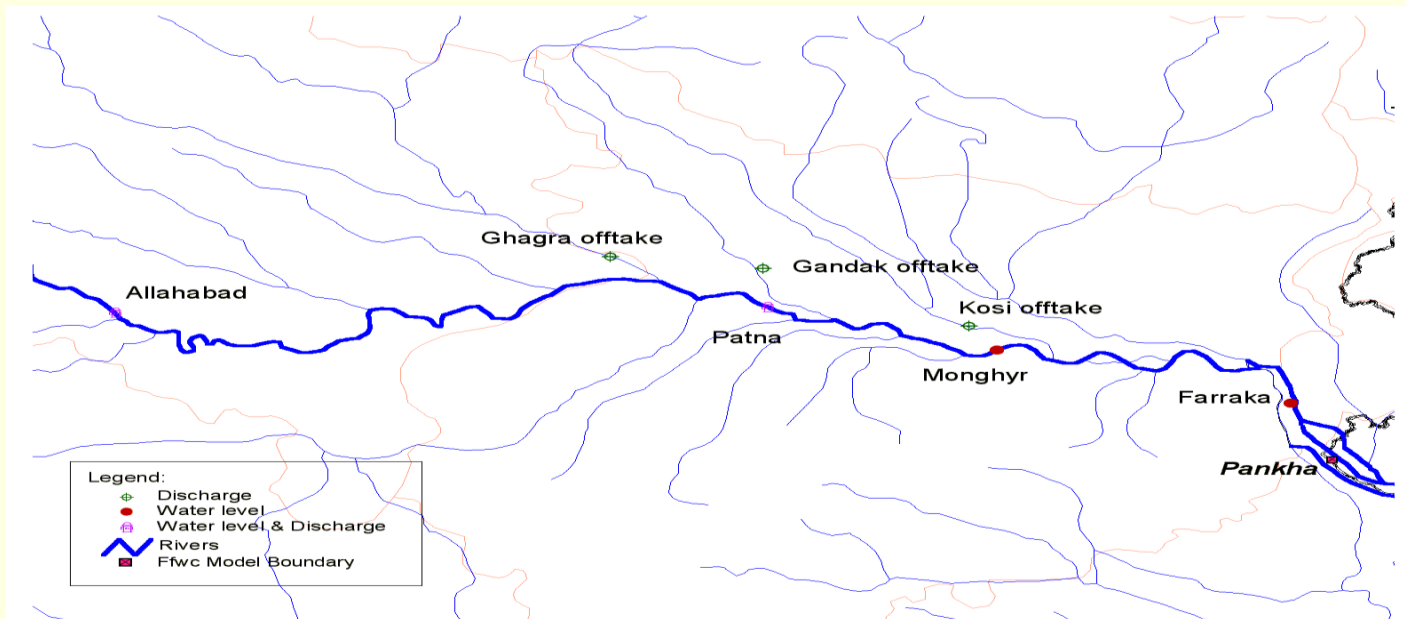 Ghagra offtake
Gandak offtake
Allahabad
Kosi offtake
Patna
Monghyr
Farraka
Pankha
Legend:
Discharge
Water level
Water level & Discharge
Rivers
Ffwc Model Boundary